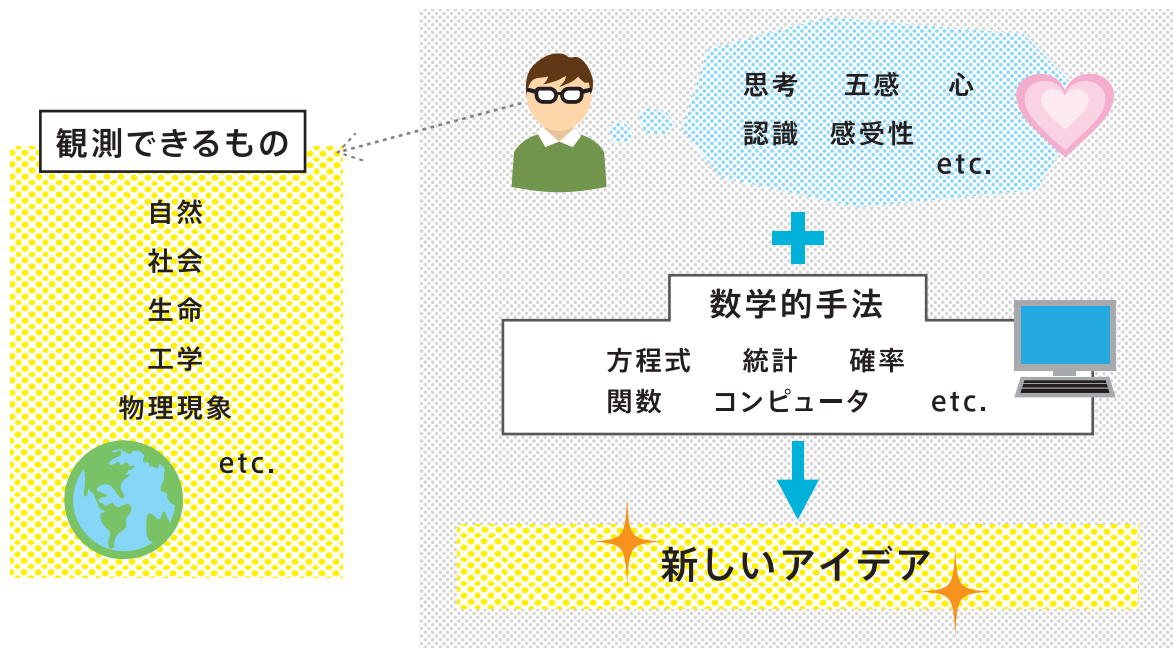 観測できるもの
自然
社会
生命
工学
物理現象
etc.
思考 五感 心
認識 感受性
etc.
数学的手法
方程式 統計 確率
関数 コンピュータ etc.
新しいアイデア